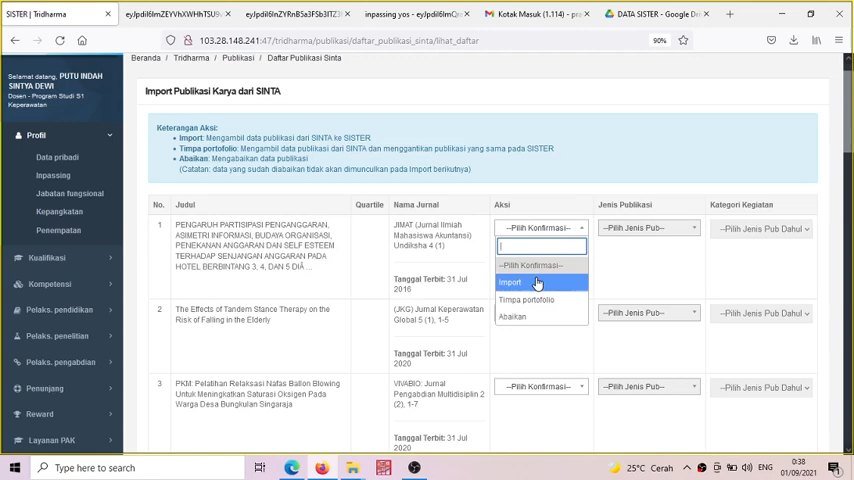 SISTER | Tridharma
eyJpdil6ImZEYVhXWHhTSU9
eyJpdil6InZYRnB5a3FSb3ITZ3E
inpassing yos - eyJpdil6ImQxR
Kotak Masuk (1.114) - pr
DATA SISTER - Google Dri
103.28.148.241:47/tridharma/publikasi/daftar_publikasi_sinta/lihat_daftar
90%
Beranda / Tridharma / Publikasi / Daftar Publikasi Sinta
Selamat datang, PUTU INDAH
SINTYA DEWI
Dosen - Program Studi S1
Keperawatan
Profil
Data pribadi
Inpassing
Jabatan fungsional
Kepangkatan
Penempatan
Kualifikasi
Kompetensi
Pelaks. pendidikan
Pelaks. penelitian
Pelaks. pengabdian
Penunjang
Reward
Layanan PAK
Import Publikasi Karya dari SINTA
Keterangan Aksi:
• Import: Mengambil data publikasi dari SINTA ke SISTER
• Timpa portofolio: Mengambil data publikasi dari SINTA dan menggantikan publikasi yang sama pada SISTER
• Abaikan: Mengabaikan data publikasi
(Catatan: data yang sudah diabaikan tidak akan dimunculkan pada Import berikutnya)
No. Judul Quartile Nama Jurnal Aksi Jenis Publikasi Kategori Kegiatan
1
PENGARUH PARTISIPASI PENGANGGARAN,
ASIMETRI INFORMASI, BUDAYA ORGANISASI,
PENEKANAN ANGGARAN DAN SELF ESTEEM
TERHADAP SENJANGAN ANGGARAN PADA
HOTEL BERBINTANG 3, 4, DAN 5 DIÂ ...
JIMAT (Jurnal Ilmiah
Mahasiswa Akuntansi)
Undiksha 4 (1)
Tanggal Terbit: 31 Jul
2016
--Pilih Konfirmasi--
--Pilih Konfirmasi--
Import
Timpa portofolio
Abaikan
--Pilih Jenis Pub--
--Pilih Jenis Pub Dahul
2
The Effects of Tandem Stance Therapy on the
Risk of Falling in the Elderly
(JKG) Jurnal Keperawatan
Global 5 (1), 1-5
Tanggal Terbit: 31 Jul
2020
--Pilih Jenis Pub--
--Pilih Jenis Pub Dahul
3
PKM: Pelatihan Relaksasi Nafas Ballon Blowing
Untuk Meningkatkan Saturasi Oksigen Pada
Warga Desa Bungkulan Singaraja
VIVABIO: Jurnal
Pengabdian Multidisiplin 2
(2), 1-7
Tanggal Terbit: 31 Jul
2020
--Pilih Konfirmasi--
--Pilih Jenis Pub--
--Pilih Jenis Pub Dahul
Type here to search
25°C Cerah
ENG
0:38
01/09/2021